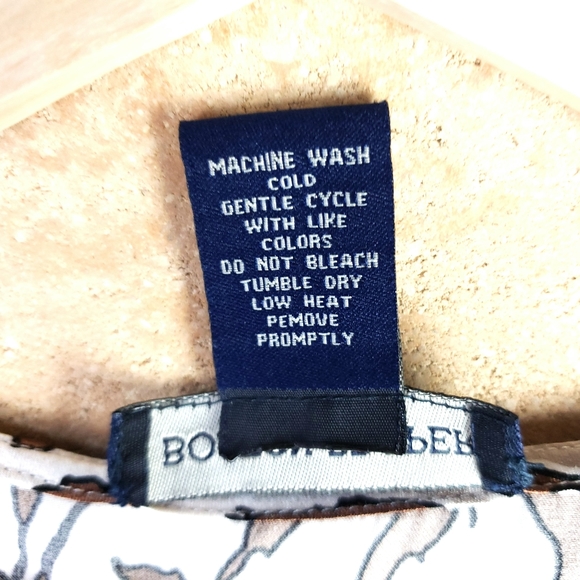 MACHINE WASH
COLD
GENTLE CYCLE
WITH LIKE
COLORS
DO NOT BLEACH
TUMBLE DRY
LOW HEAT
PEMOVE
PROMPTLY